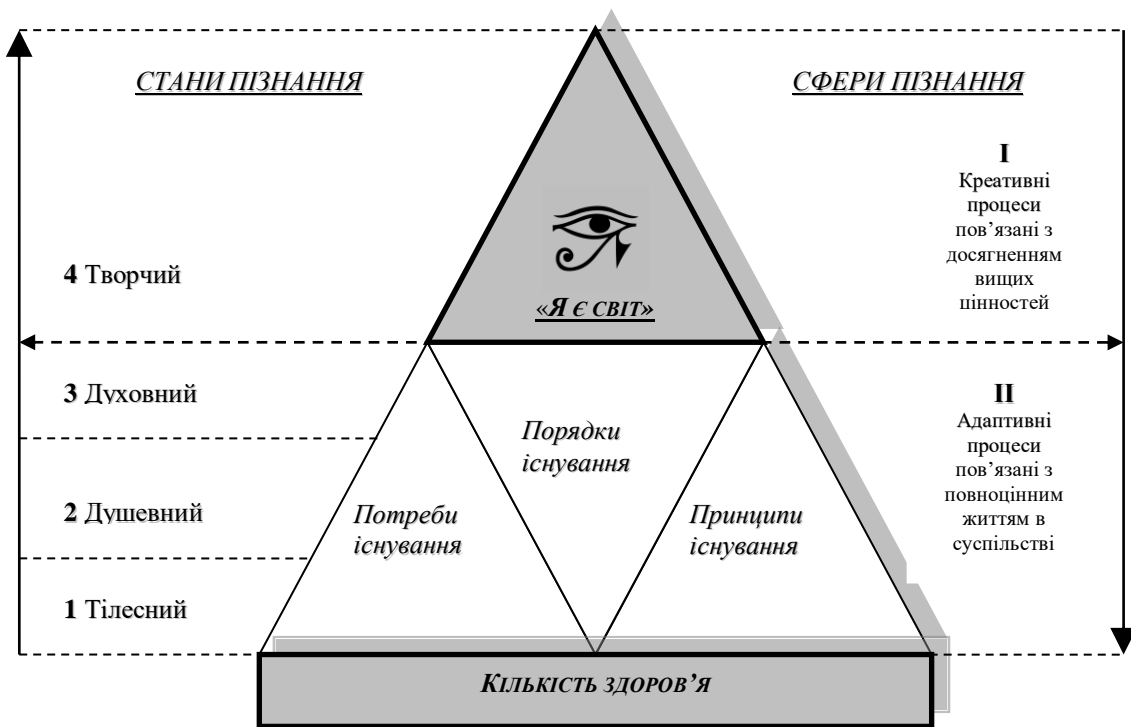 СТАНИ ПІЗНАННЯ
СФЕРИ ПІЗНАННЯ
I
Креативні
процеси
пов’язані з
досягненням
вищих
цінностей
4 Творчий
«Я Є СВІТ»
3 Духовний
II
Адаптивні
процеси
пов’язані з
повноцінним
життям в
суспільстві
Порядки
існування
2 Душевний
Потреби
існування
Принципи
існування
1 Тілесний
КІЛЬКІСТЬ ЗДОРОВ’Я